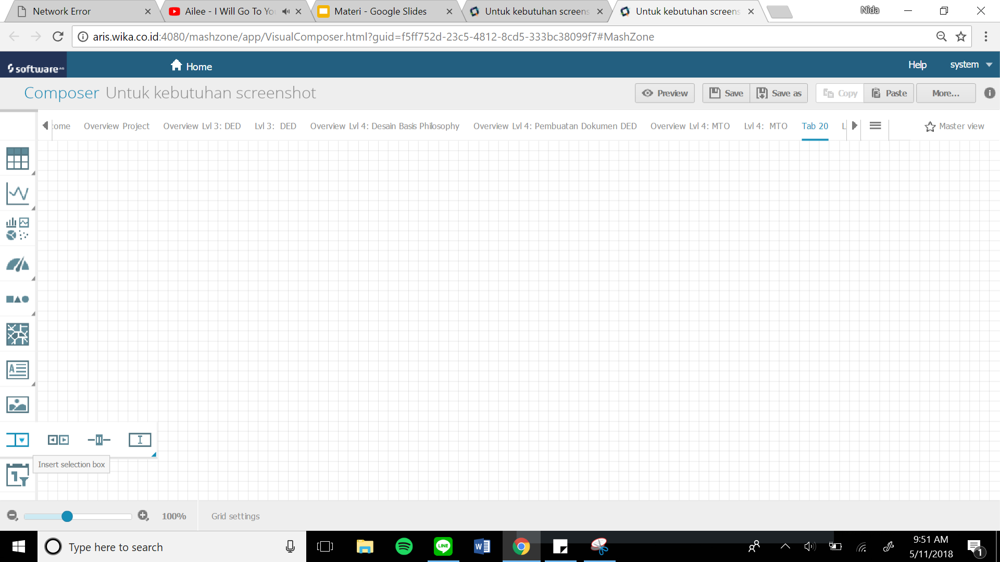 Network Error
Ailee - I Will Go To Yo
Materi - Google Slides
Untuk kebutuhan screens
Untuk kebutuhan screens
Nida
aris.wika.co.id:4080/mashzone/app/VisualComposer.html?guid=f5ff752d-23c5-4812-8cd5-333bc38099f7#MashZone
software AG
Home
Help
system
Composer Untuk kebutuhan screenshot
Preview
Save
Save as
Copy
Paste
More...
ome
Overview Project
Overview Lvl 3: DED
Lvl 3: DED
Overview Lvl 4: Desain Basis Philosophy
Overview Lvl 4: Pembuatan Dokumen DED
Overview Lvl 4: MTO
Lvl 4: MTO
Tab 20
L
Master view
Insert selection box
100%
Grid settings
Type here to search
LINE
9:51 AM
5/11/2018
1